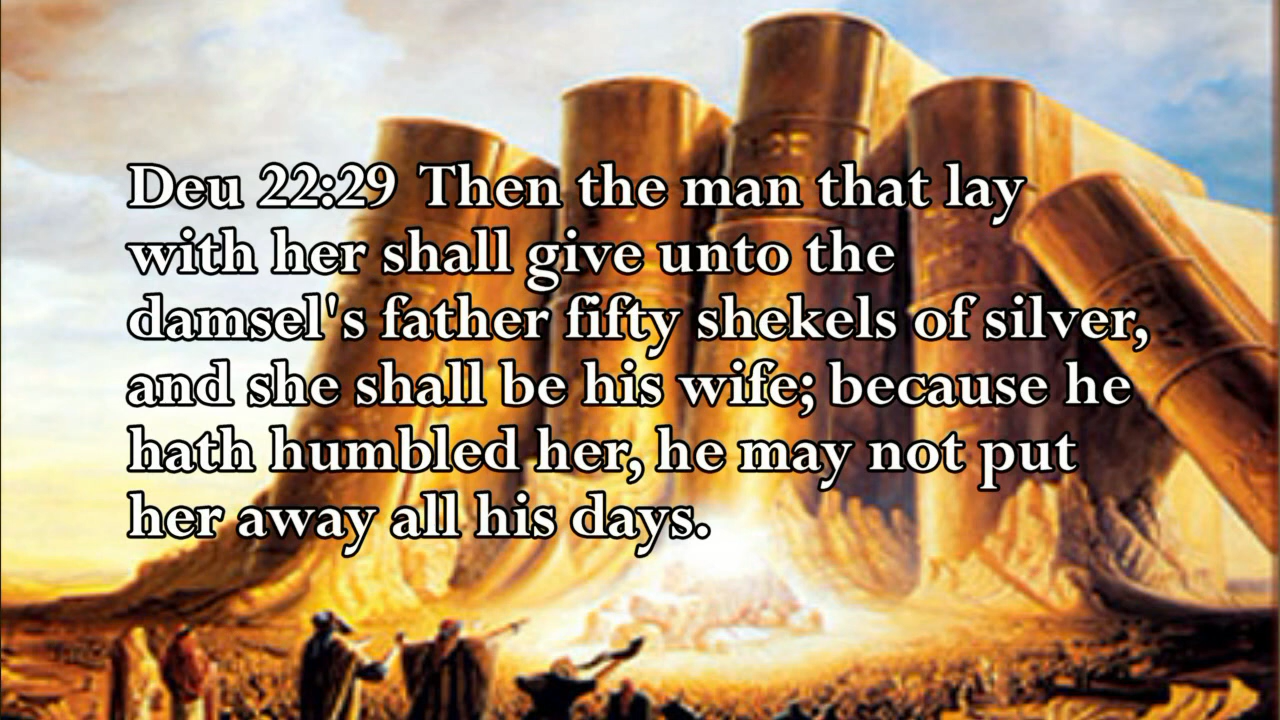 Deu 22:29 Then the man that lay
with her shall give unto the
damsel's father fifty shekels of silver,
and she shall be his wife; because he
hath humbled her, he may not put
her away all his days.